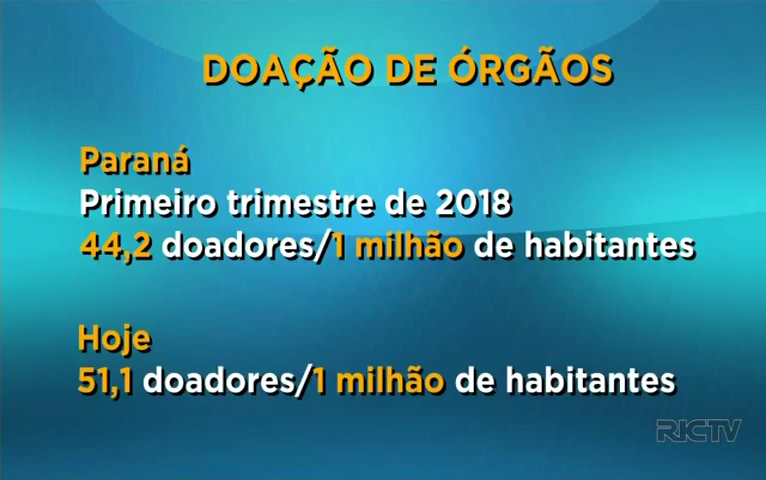 DOAÇÃO DE ÓRGÃOS
Paraná
Primeiro trimestre de 2018
44,2 doadores/1 milhão de habitantes
Hoje
51,1 doadores/1 milhão de habitantes
RICTV